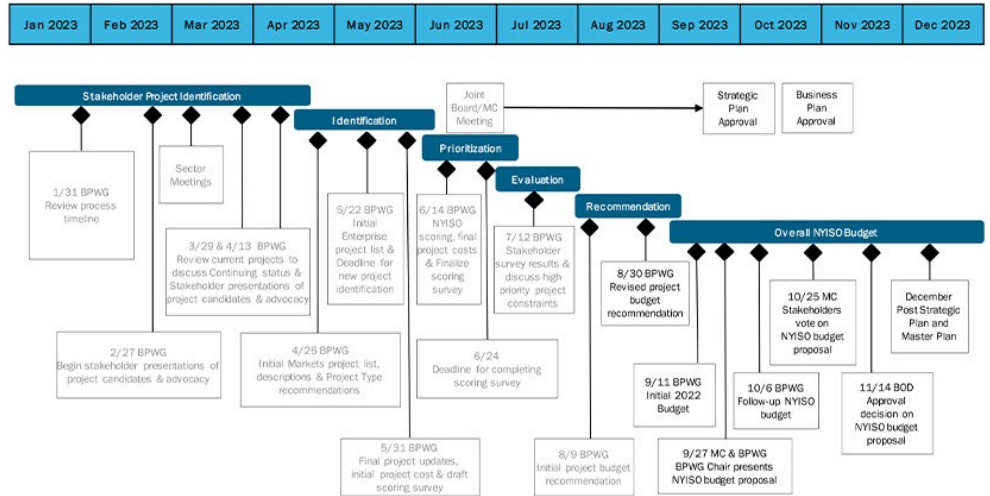 Jan 2023
Feb 2023
Mar 2023
Apr 2023
May 2023
Jun 2023
Jul 2023
Aug 2023
Sep 2023
Oct 2023
Nov 2023
Dec 2023
Stakeholder Project Identification
Joint
Board/MC
Meeting
Strategic
Plan
Approval
Business
Plan
Approval
Identification
Prioritization
Evaluation
Recommendation
Overall NYISO Budget
1/31 BPWG
Review process
timeline
Sector
Meetings
3/29 & 4/13 BPWG
Review current projects to
discuss Continuing status &
Stakeholder presentations of
project candidates & advocacy
2/27 BPWG
Begin stakeholder presentations of
project candidates & advocacy
5/22 BPWG
Initial
Enterprise
project list &
Deadline for
new project
identification
4/26 BPWG
Initial Markets project list,
descriptions & Project Type
recommendations
5/31 BPWG
Final project updates,
initial project cost & draft
scoring survey
6/14 BPWG
NYISO
scoring, final
project costs
& Finalize
scoring
survey
6/24
Deadline for completing
scoring survey
7/12 BPWG
Stakeholder
survey results &
discuss high
priority project
constraints
8/30 BPWG
Revised project
budget
recommendation
8/9 BPWG
Initial project budget
recommendation
9/11 BPWG
Initial 2022
Budget
9/27 MC & BPWG
BPWG Chair presents
NYISO budget proposal
10/6 BPWG
Follow-up NYISO
budget
10/25 MC
Stakeholders
vote on
NYISO budget
proposal
11/14 BOD
Approval
decision on
NYISO budget
proposal
December
Post Strategic
Plan and
Master Plan